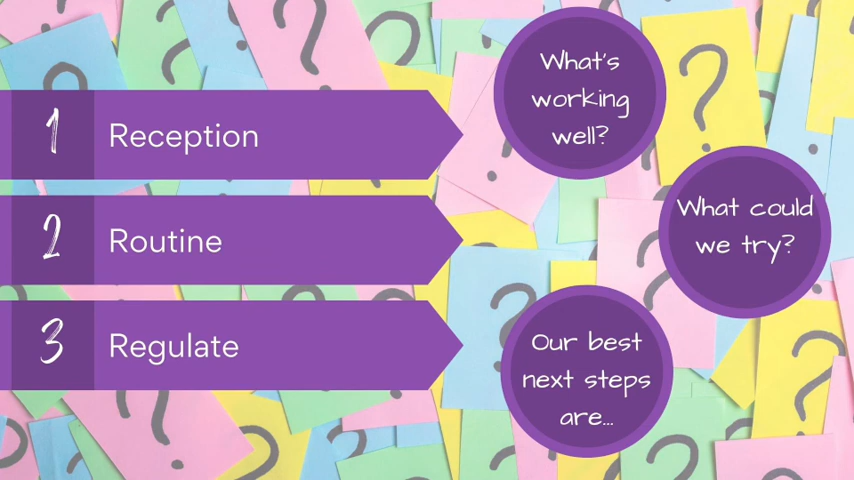 1 Reception
2 Routine
3 Regulate
What's
working
well?
What could
we try?
Our best
next steps
are...